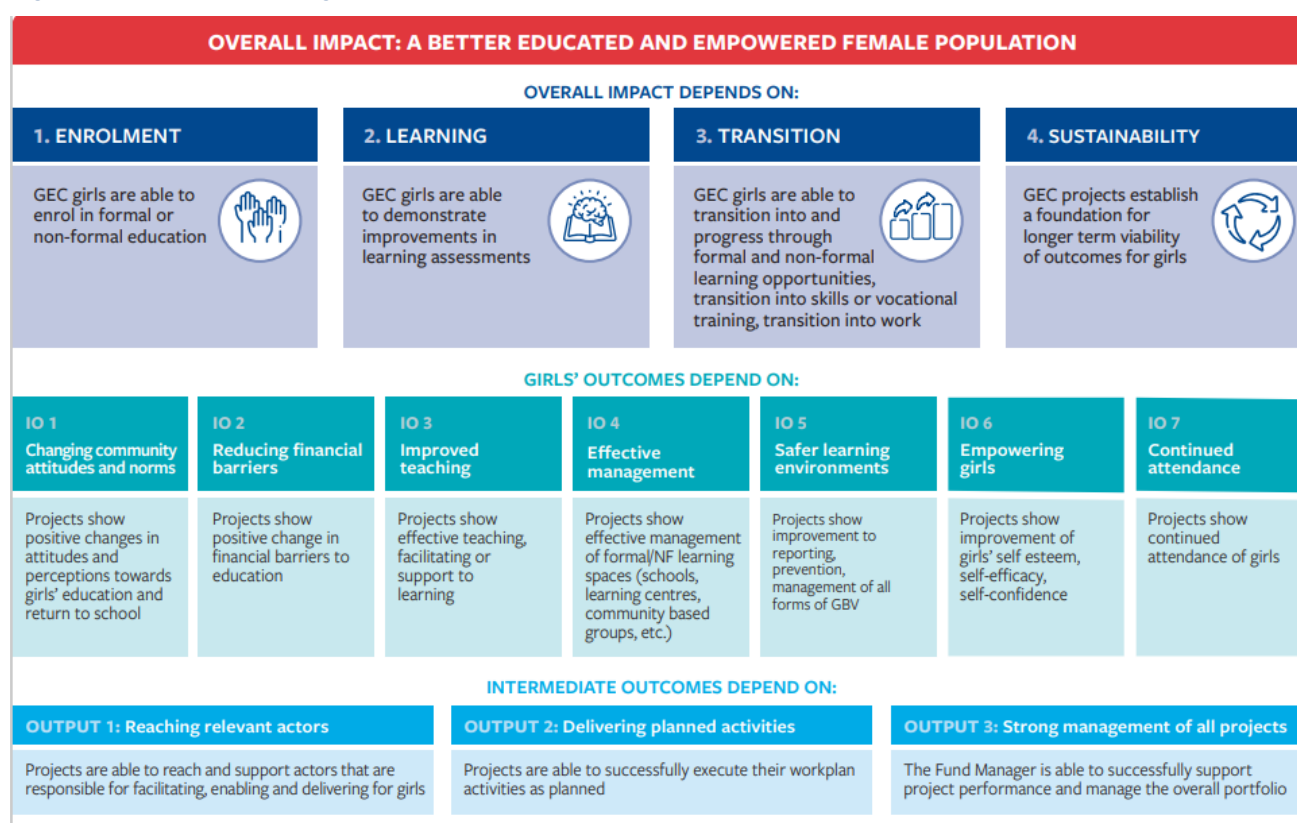 OVERALL IMPACT: A BETTER EDUCATED AND EMPOWERED FEMALE POPULATION
OVERALL IMPACT DEPENDS ON:
1. ENROLMENT
GEC girls are able to
enrol in formal or
non-formal education
2. LEARNING
GEC girls are able
to demonstrate
improvements in
learning assessments
3. TRANSITION
GEC girls are able to
transition into and
progress through
formal and non-formal
learning opportunities,
transition into skills or vocational
training, transition into work
4. SUSTAINABILITY
GEC projects establish
a foundation for
longer term viability
of outcomes for girls
GIRLS’ OUTCOMES DEPEND ON:
IO 1
Changing community
attitudes and norms
Projects show
positive changes in
attitudes and
perceptions towards
girls’ education and
return to school
IO 2
Reducing financial
barriers
Projects show
positive change in
financial barriers to
education
IO 3
Improved
teaching
Projects show
effective teaching,
facilitating or
support to
learning
IO 4
Effective
management
Projects show
effective management
of formal/NF learning
spaces (schools,
learning centres,
community based
groups, etc.)
IO 5
Safer learning
environments
Projects show
improvement to
reporting,
prevention,
management of all
forms of GBV
IO 6
Empowering
girls
Projects show
improvement of
girls’ self esteem,
self-efficacy,
self-confidence
IO 7
Continued
attendance
Projects show
continued
attendance of girls
INTERMEDIATE OUTCOMES DEPEND ON:
OUTPUT 1: Reaching relevant actors
Projects are able to reach and support actors that are
responsible for facilitating, enabling and delivering for girls
OUTPUT 2: Delivering planned activities
Projects are able to successfully execute their workplan
activities as planned
OUTPUT 3: Strong management of all projects
The Fund Manager is able to successfully support
project performance and manage the overall portfolio